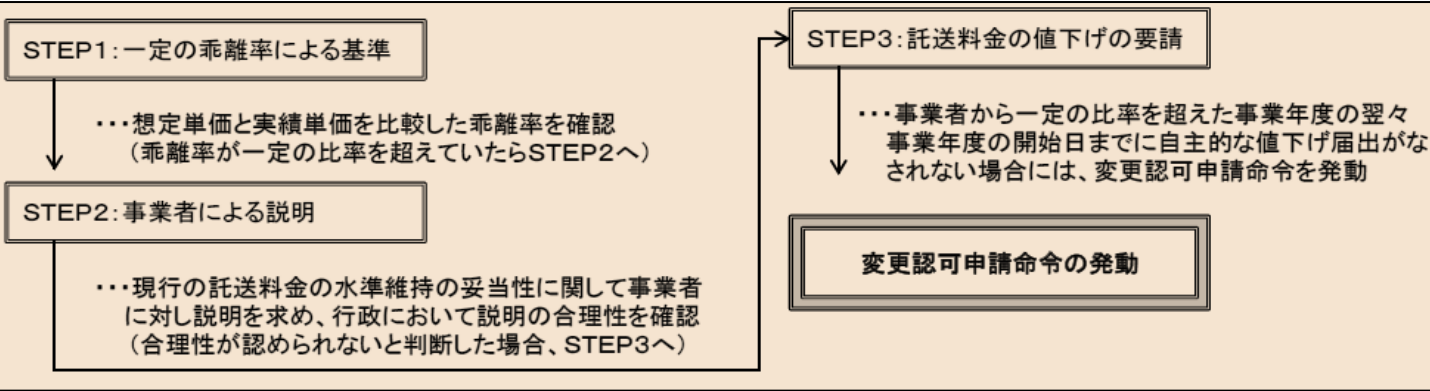 STEP1:一定の乖離率による基準
・・・想定単価と実績単価を比較した乖離率を確認
(乖離率が一定の比率を超えていたらSTEP2へ)
STEP2:事業者による説明
・・・現行の託送料金の水準維持の妥当性に関して事業者
に対し説明を求め、行政において説明の合理性を確認
(合理性が認められないと判断した場合、STEP3へ)
STEP3:託送料金の値下げの要請
・・・事業者から一定の比率を超えた事業年度の翌々
事業年度の開始日までに自主的な値下げ届出がな
されない場合には、変更認可申請命令を発動
変更認可申請命令の発動